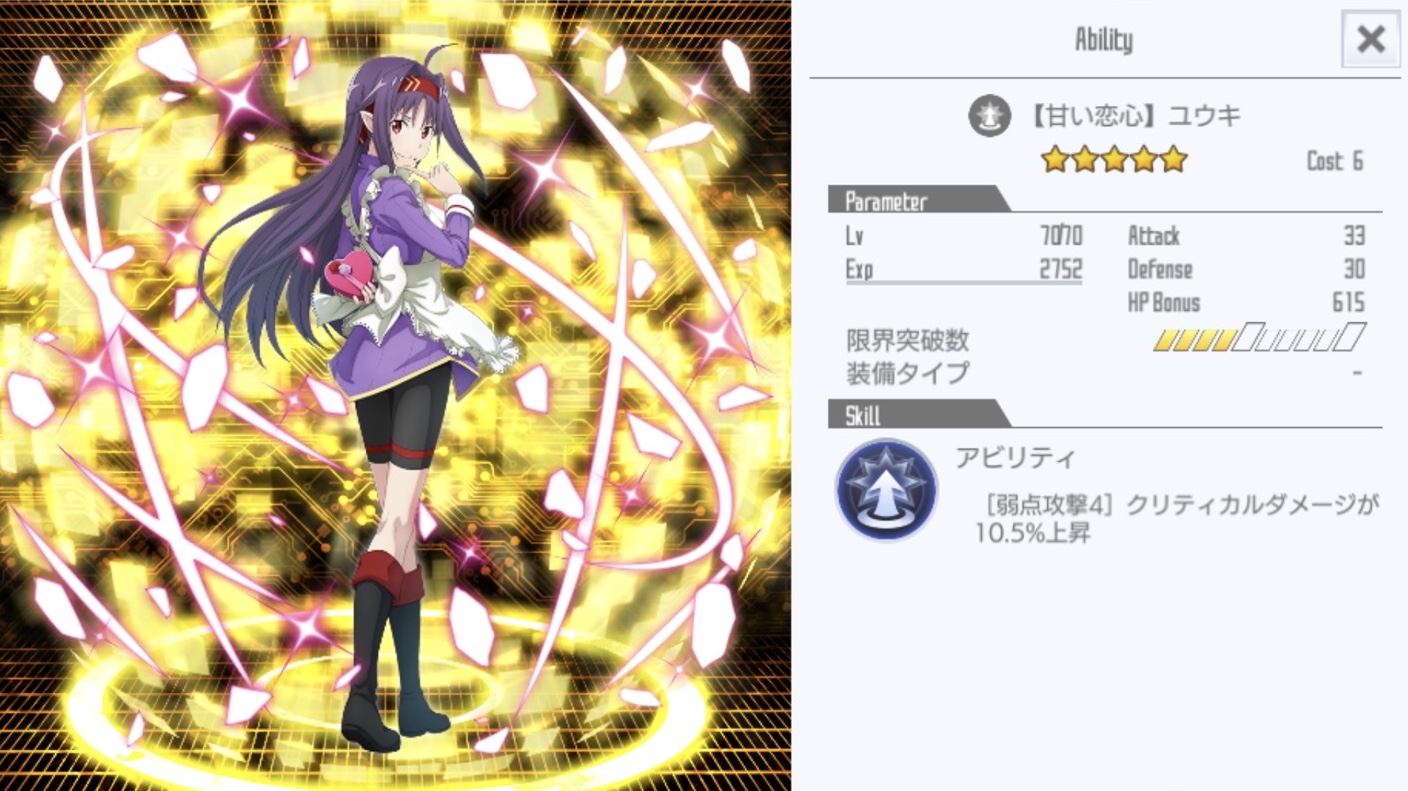 Ability
【甘い恋心】ユウキ
Cost 6
Parameter
Lv 70/70 Attack 33
Exp 2752 Defense 30
HP Bonus 615
限界突破数
装備タイプ -
Skill
アビリティ
［弱点攻撃4］クリティカルダメージが
10.5%上昇